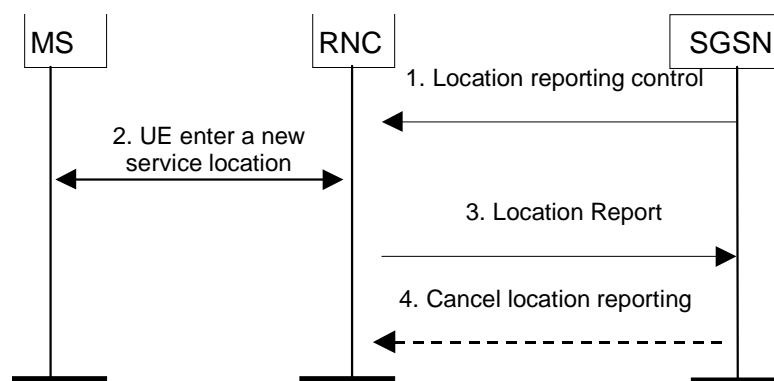 MS
RNC
SGSN
1. Location reporting control
2. UE enter a new
service location
3. Location Report
4. Cancel location reporting